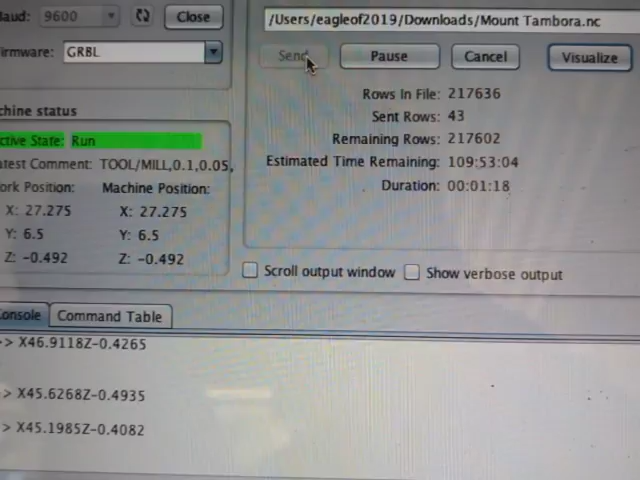 Baud: 9600 Close
Firmware: GRBL
/Users/eagleof2019/Downloads/Mount Tambora.nc
Send Pause Cancel Visualize
Rows In File: 217636
Sent Rows: 43
Remaining Rows: 217602
Estimated Time Remaining: 109:53:04
Duration: 00:01:18
Scroll output window Show verbose output
chine status
ctive State: Run
atest Comment: TOOL/MILL,0.1,0.05,
ork Position: Machine Position:
X: 27.275 X: 27.275
Y: 6.5 Y: 6.5
Z: -0.492 Z: -0.492
onsole Command Table
>> X46.9118Z-0.4265
> X45.6268Z-0.4935
> X45.1985Z-0.4082